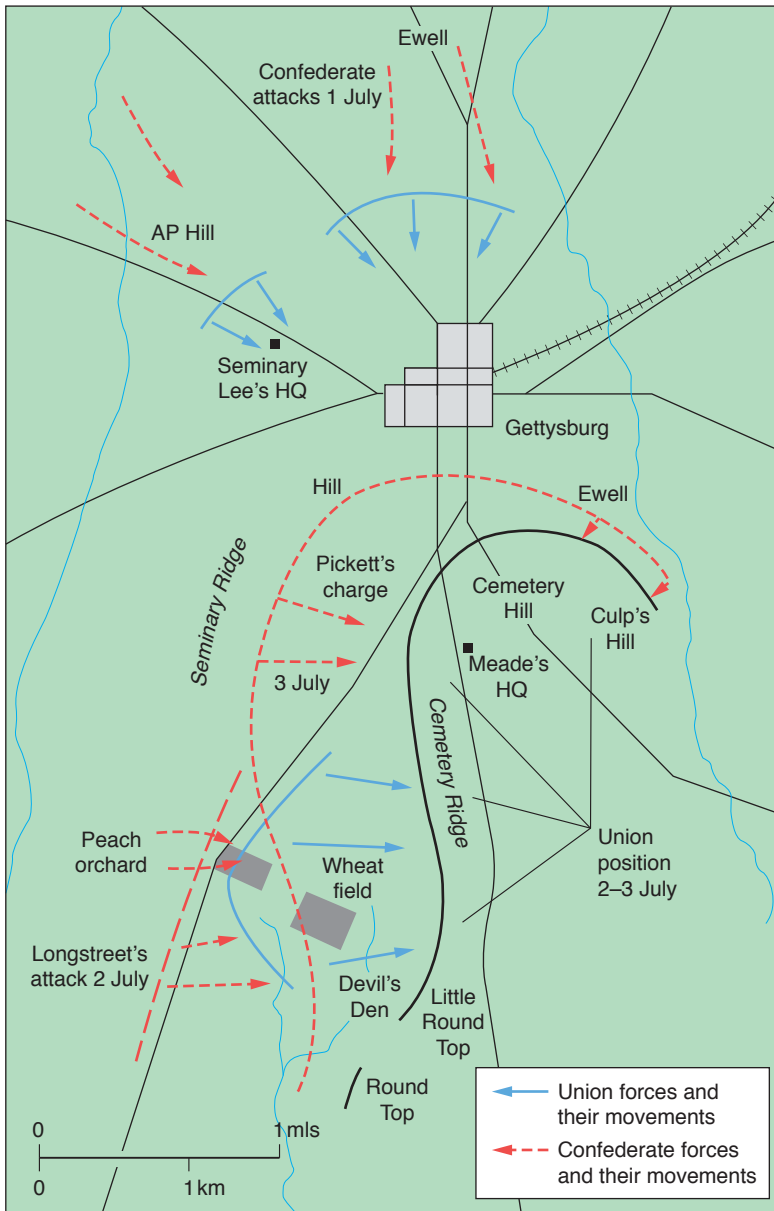 Ewell
Confederate
attacks 1 July
AP Hill
Seminary
Lee's HQ
Gettysburg
Hill
Ewell
Seminary Ridge
Pickett's
charge
Cemetery
Hill
Culp's
Hill
3 July
Meade's
HQ
Cemetery Ridge
Peach
orchard
Wheat
field
Union
position
2–3 July
Longstreet's
attack 2 July
Devil's
Den
Little
Round
Top
Round
Top
0 1 mls
0 1 km
Union forces and
their movements
Confederate forces
and their movements